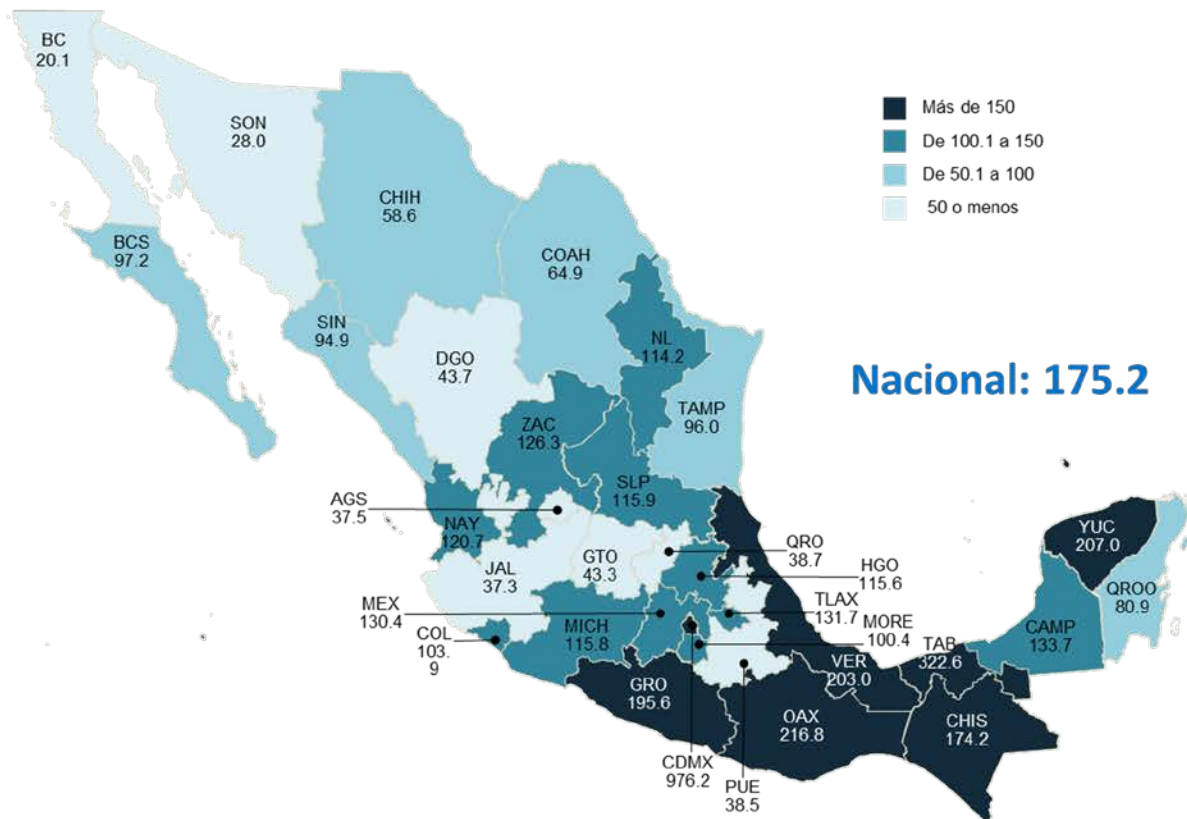 BC
20.1
SON
28.0
CHIH
58.6
Más de 150
De 100.1 a 150
De 50.1 a 100
50 o menos
BCS
97.2
COAH
64.9
SIN
94.9
DGO
43.7
NL
114.2
Nacional: 175.2
TAMP
96.0
ZAC
126.3
SLP
115.9
AGS
37.5
NAY
120.7
JAL
37.3
GTO
43.3
QRO
38.7
HGO
115.6
YUC
207.0
QROO
80.9
MEX
130.4
TLAX
131.7
MORE
100.4
COL
103.
9
MICH
115.8
CAMP
133.7
TAB
322.6
VER
203.0
GRO
195.6
OAX
216.8
CHIS
174.2
CDMX
976.2
PUE
38.5